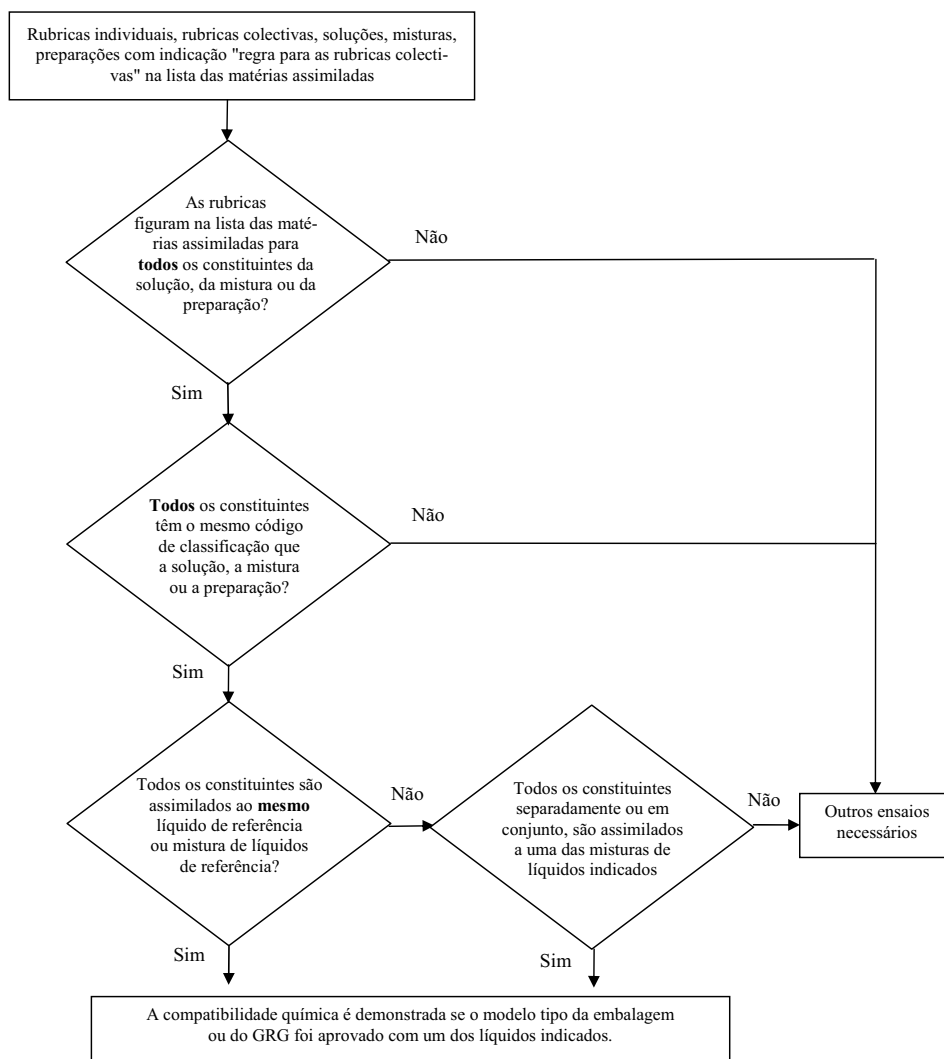 Rubricas individuais, rubricas colectivas, soluções, misturas,
preparações com indicação "regra para as rubricas colecti-
vas" na lista das matérias assimiladas
As rubricas
figuram na lista das maté-
rias assimiladas para
todos os constituintes da
solução, da mistura ou da
preparação?
Não
Sim
Todos os constituintes
têm o mesmo código
de classificação que
a solução, a mistura
ou a preparação?
Não
Sim
Todos os constituintes são
assimilados ao mesmo
líquido de referência
ou mistura de líquidos
de referência?
Não
Todos os constituintes
separadamente ou em
conjunto, são assimilados
a uma das misturas de
líquidos indicados
Não
Outros ensaios
necessários
Sim
Sim
A compatibilidade química é demonstrada se o modelo tipo da embalagem
ou do GRG foi aprovado com um dos líquidos indicados.